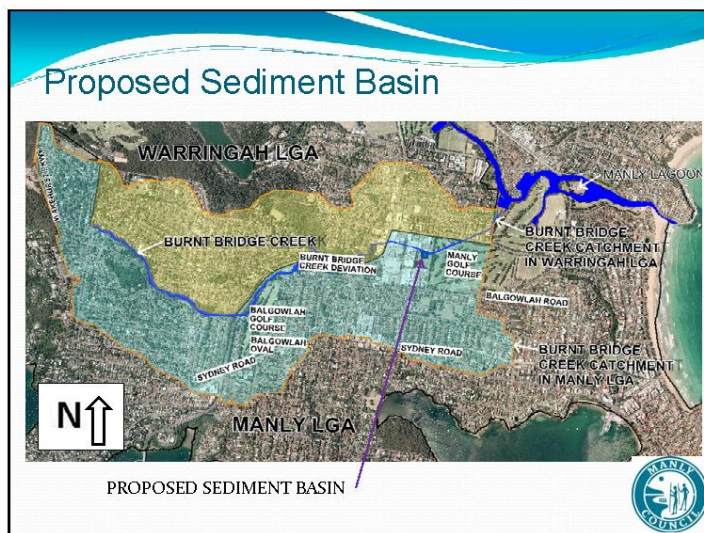 Proposed Sediment Basin
WARRINGAH LGA
MANLY LAGOON
BURNT BRIDGE CREEK
BURNT BRIDGE
CREEK DEVIATION
MANLY
GOLF
COURSE
BURNT BRIDGE
CREEK CATCHMENT
IN WARRINGAH LGA
BALGOWLAH ROAD
BALGOWLAH
GOLF
COURSE
BALGOWLAH
OVAL
SYDNEY ROAD
SYDNEY ROAD
BURNT BRIDGE
CREEK CATCHMENT
IN MANLY LGA
N
MANLY LGA
PROPOSED SEDIMENT BASIN
MANLY
COUNCIL